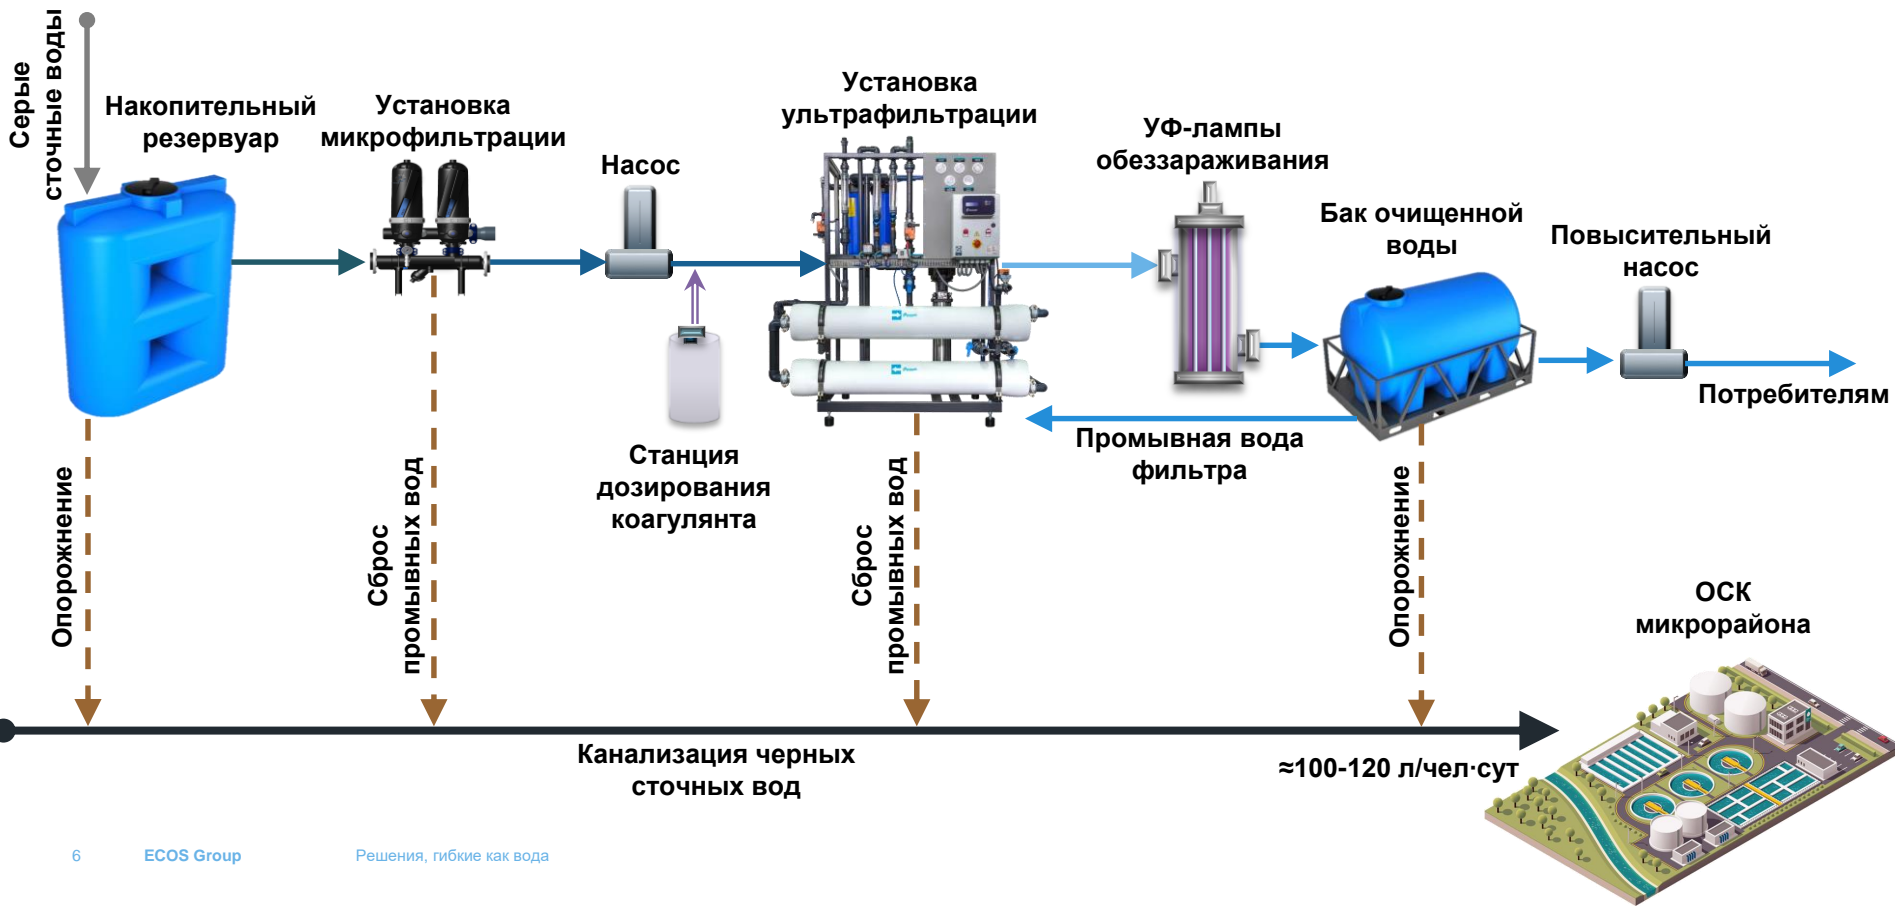 Серые
сточные воды
Накопительный
резервуар
Установка
микрофильтрации
Насос
Установка
ультрафильтрации
УФ-лампы
обеззараживания
Бак очищенной
воды
Повысительный
насос
Потребителям
Станция
дозирования
коагулянта
Промывная вода
фильтра
Опорожнение
Сброс
промывных вод
Сброс
промывных вод
Опорожнение
ОСК
микрорайона
Канализация черных
сточных вод
≈100-120 л/чел·сут
6
ECOS Group
Решения, гибкие как вода